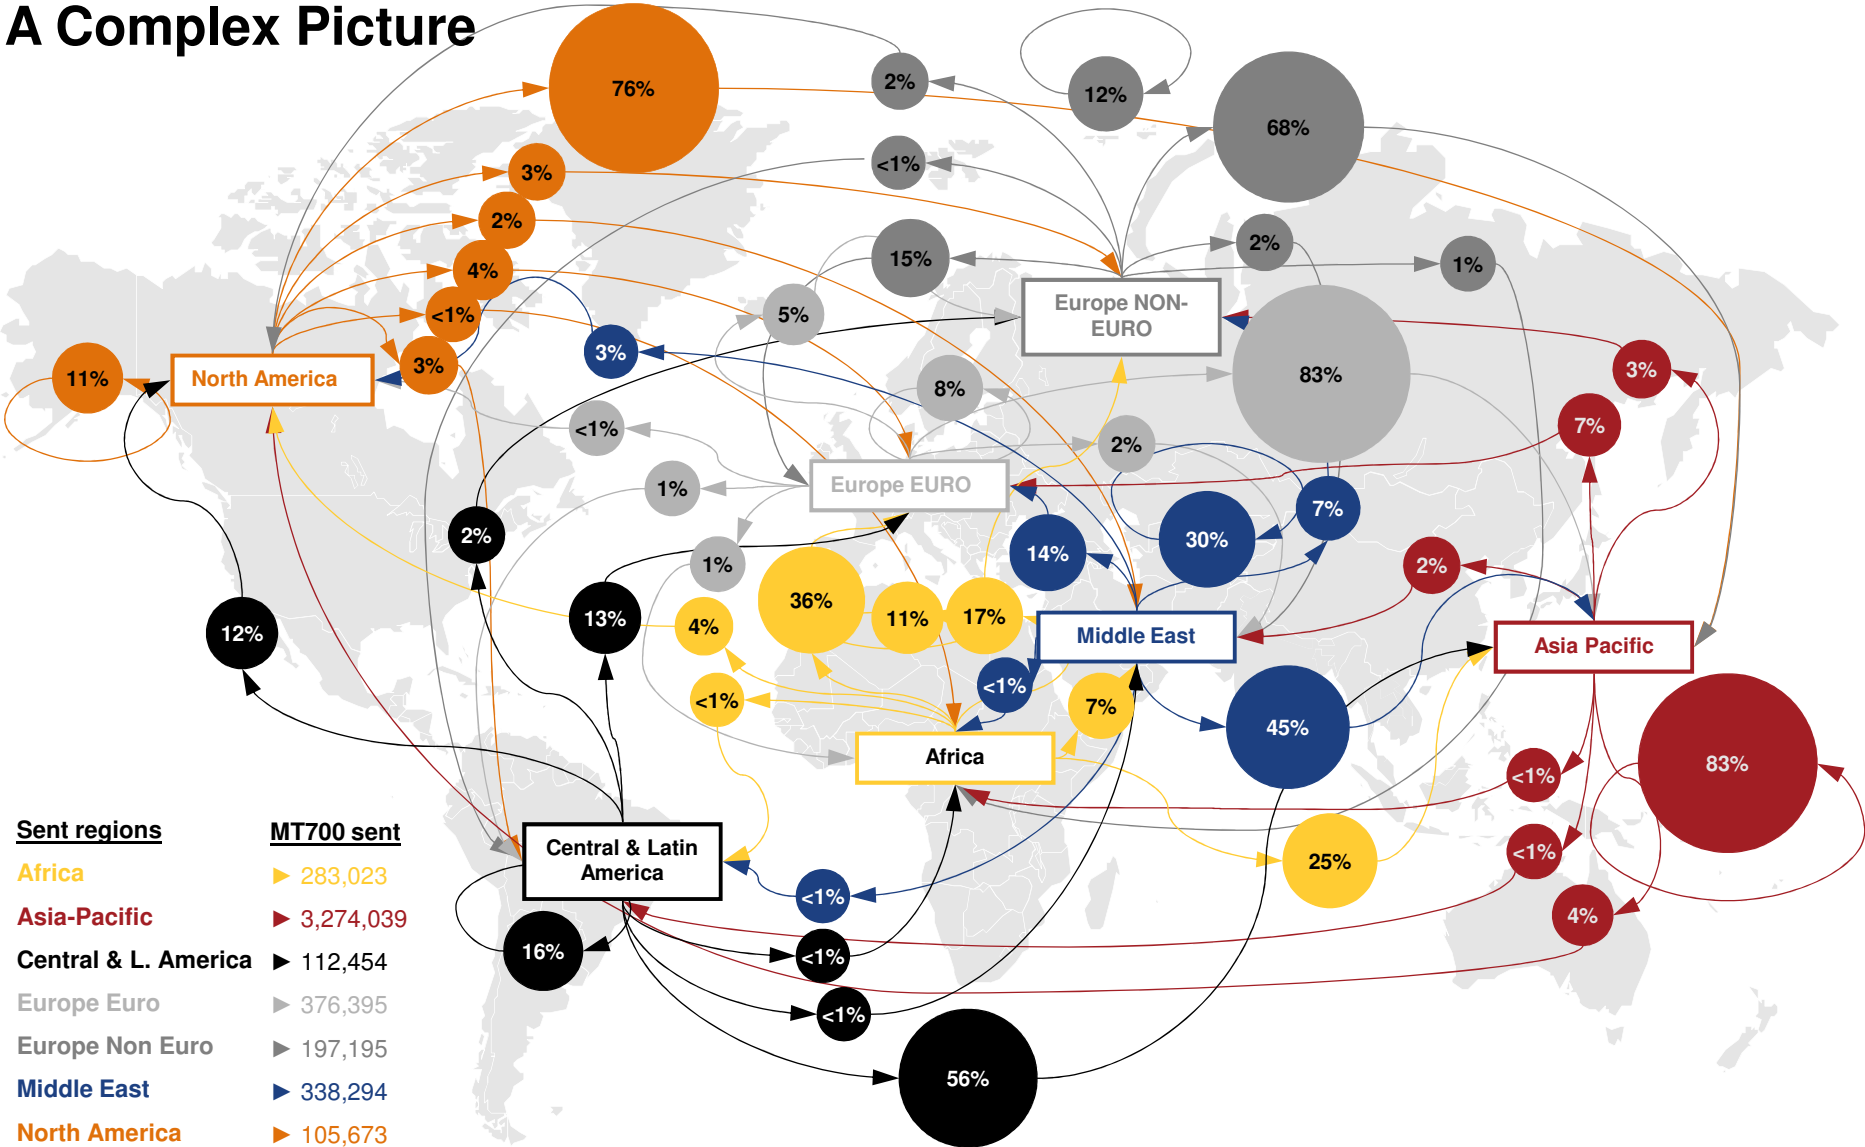 A Complex Picture
76%
2%
12%
68%
3%
<1%
2%
15%
2%
1%
4%
5%
Europe NON-
EURO
<1%
3%
3%
11%
North America
8%
83%
3%
7%
<1%
2%
1%
Europe EURO
2%
14%
30%
7%
1%
2%
36%
11%
17%
12%
13%
4%
Middle East
Asia Pacific
<1%
<1%
7%
45%
Africa
<1%
83%
Central & Latin
America
<1%
25%
<1%
4%
16%
<1%
<1%
56%
Sent regions MT700 sent
Africa ► 283,023
Asia-Pacific ► 3,274,039
Central & L. America ► 112,454
Europe Euro ► 376,395
Europe Non Euro ► 197,195
Middle East ► 338,294
North America ► 105,673